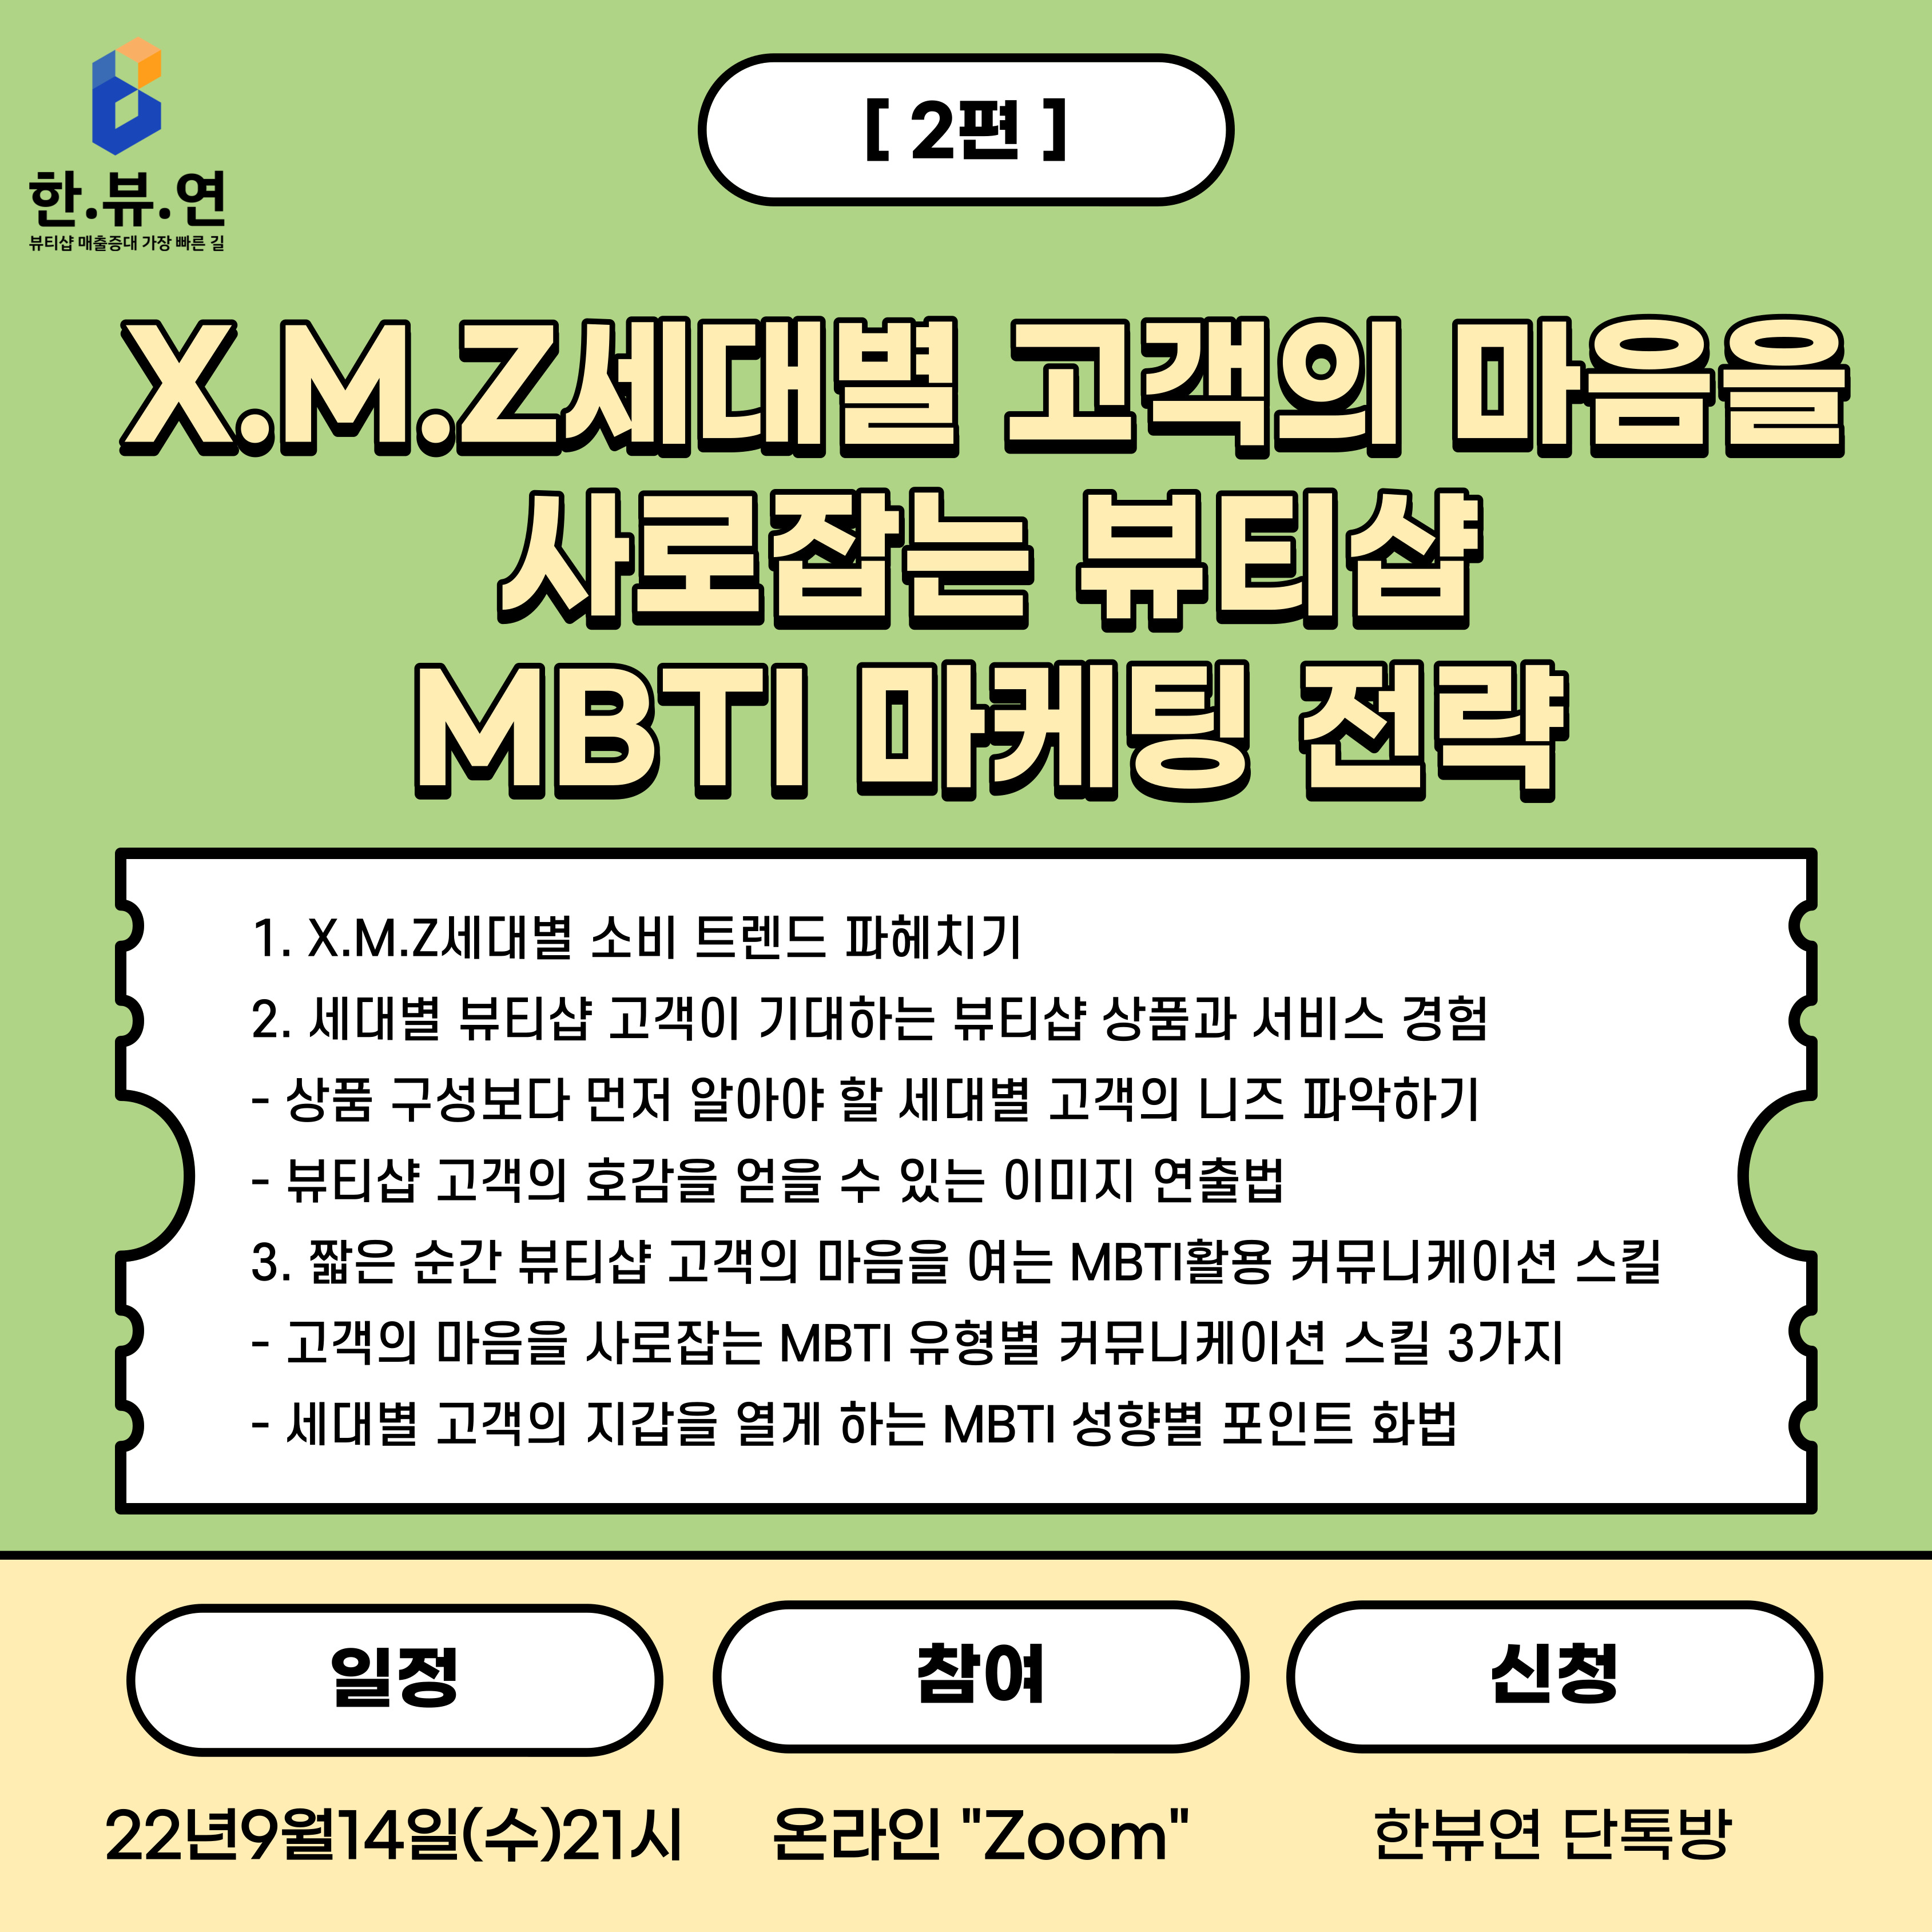 한.뷰.연
뷰티샵 매출증대 가장 빠른 길
[ 2편 ]
X.M.Z세대별 고객의 마음을
사로잡는 뷰티샵
MBTI 마케팅 전략
1. X.M.Z세대별 소비 트렌드 파헤치기
2. 세대별 뷰티샵 고객이 기대하는 뷰티샵 상품과 서비스 경험
- 상품 구성보다 먼저 알아야 할 세대별 고객의 니즈 파악하기
- 뷰티샵 고객의 호감을 얻을 수 있는 이미지 연출법
3. 짧은 순간 뷰티샵 고객의 마음을 여는 MBTI활용 커뮤니케이션 스킬
- 고객의 마음을 사로잡는 MBTI 유형별 커뮤니케이션 스킬 3가지
- 세대별 고객의 지갑을 열게 하는 MBTI 성향별 포인트 화법
일정
참여
신청
22년9월14일(수)21시
온라인 "Zoom"
한뷰연 단톡방